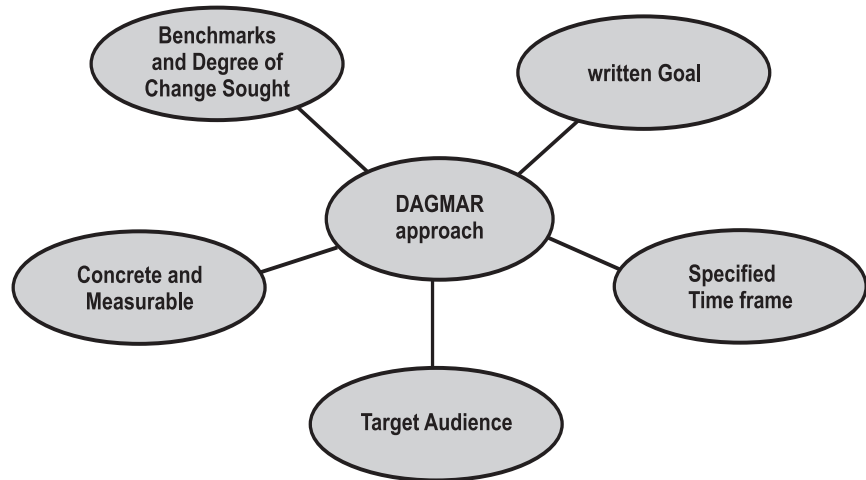 Benchmarks
and Degree of
Change Sought
written Goal
DAGMAR
approach
Concrete and
Measurable
Specified
Time frame
Target Audience